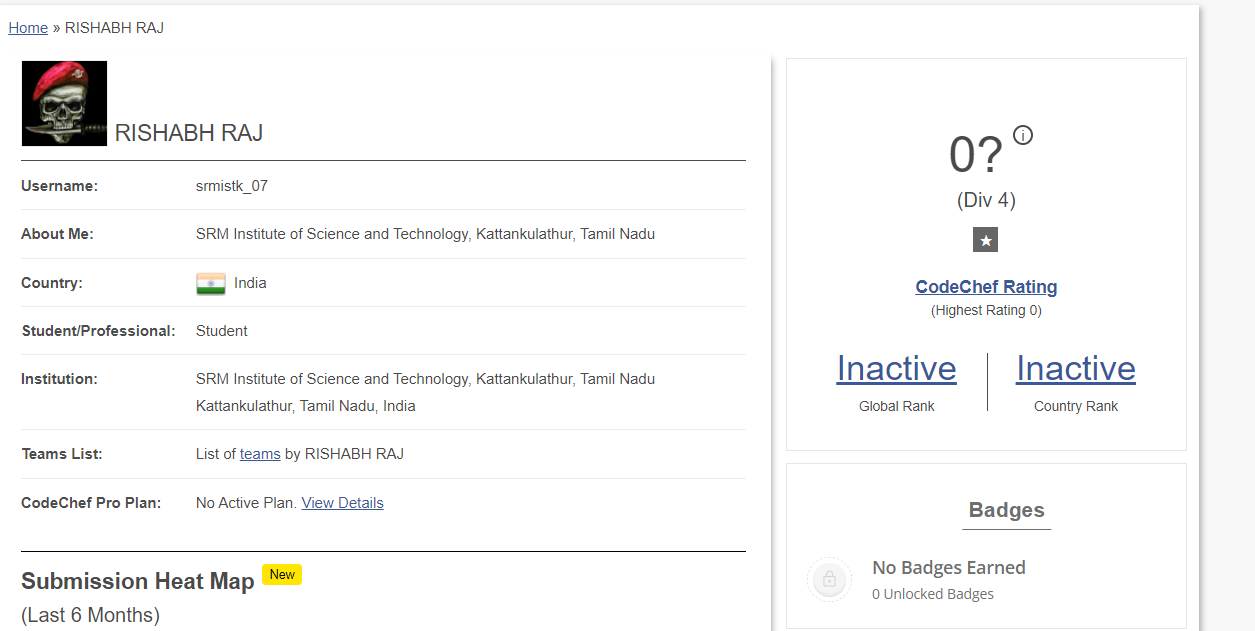 Home » RISHABH RAJ
RISHABH RAJ
Username: srmistk_07
About Me: SRM Institute of Science and Technology, Kattankulathur, Tamil Nadu
Country: India
Student/Professional: Student
Institution: SRM Institute of Science and Technology, Kattankulathur, Tamil Nadu
Kattankulathur, Tamil Nadu, India
Teams List: List of teams by RISHABH RAJ
CodeChef Pro Plan: No Active Plan. View Details
Submission Heat Map New
(Last 6 Months)
0? i
(Div 4)
★
CodeChef Rating
(Highest Rating 0)
Inactive Inactive
Global Rank Country Rank
Badges
No Badges Earned
0 Unlocked Badges